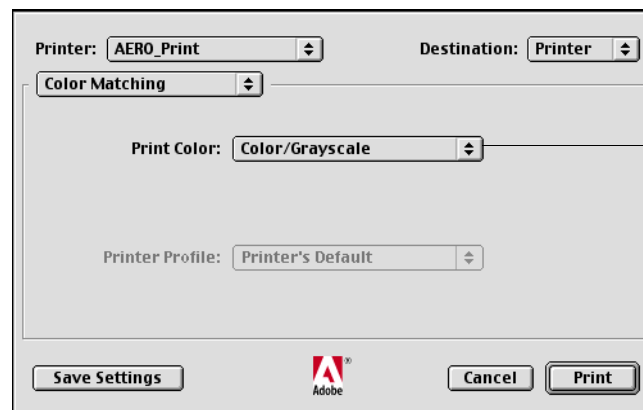 Printer: AERO_Print Destination: Printer
Color Matching
Print Color: Color/Grayscale
Printer Profile: Printer's Default
Save Settings Adobe® Cancel Print